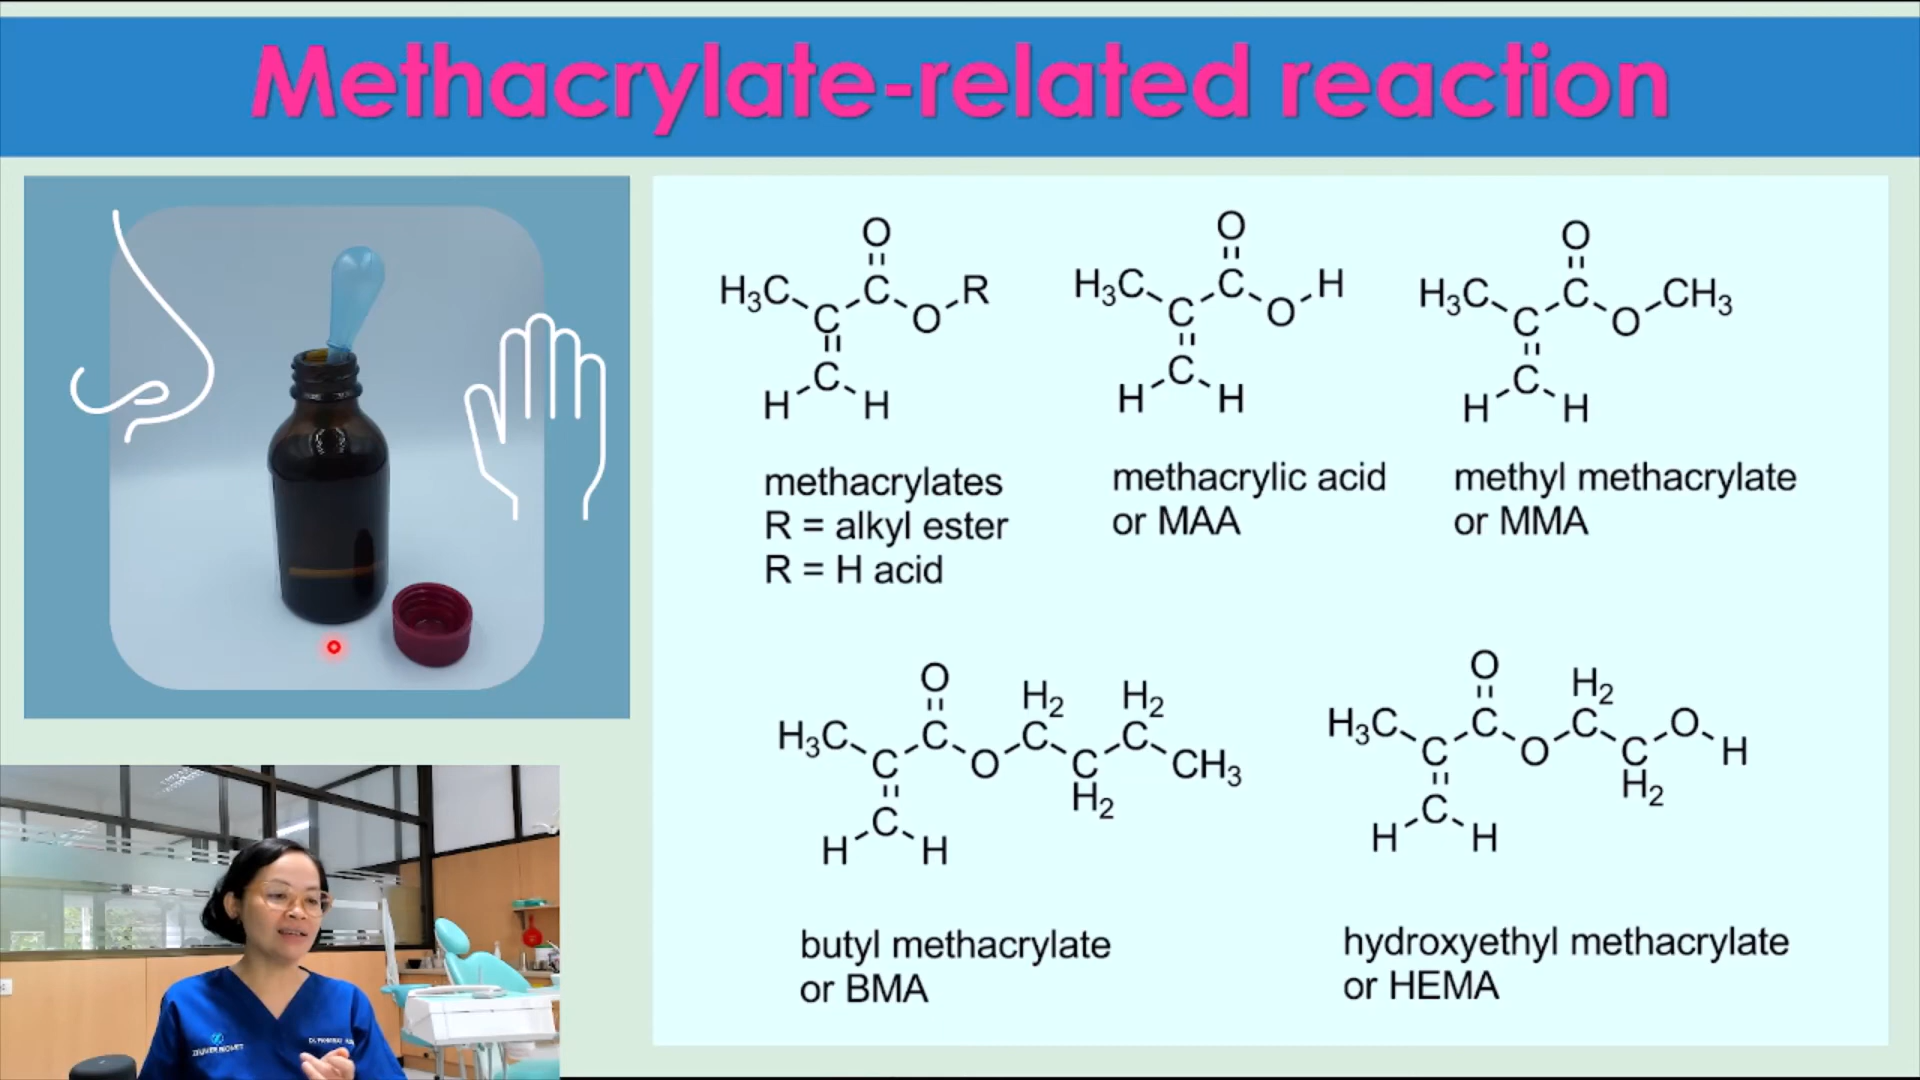 Methacrylate-related reaction
O
H₃C C R
C O
C
H H
methacrylates
R = alkyl ester
R = H acid
O
H₃C C H
C O
C
H H
methacrylic acid
or MAA
O
H₃C C CH₃
C O
C
H H
methyl methacrylate
or MMA
O H₂ H₂
H₃C C C C
C O C CH₃
C H₂
H H
butyl methacrylate
or BMA
O H₂
H₃C C C O
C O C H
C H₂
H H
hydroxyethyl methacrylate
or HEMA